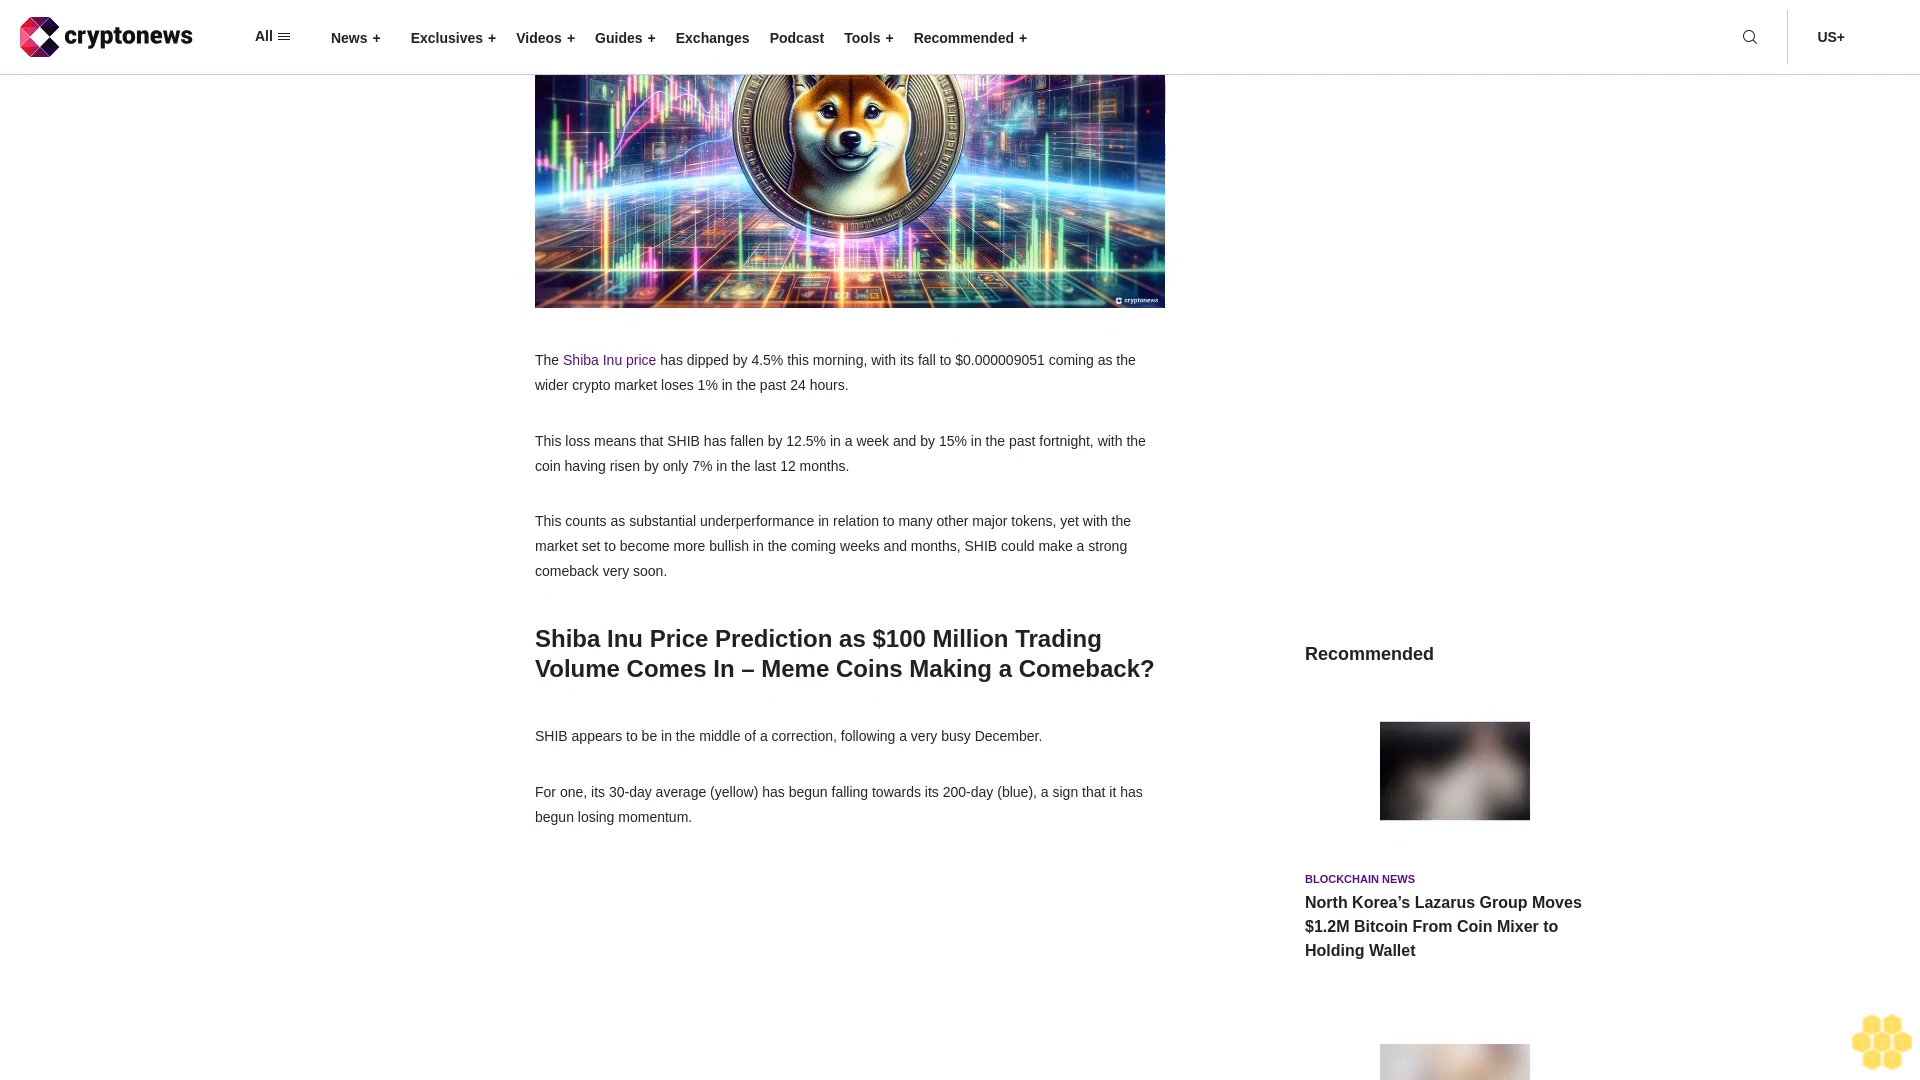 cryptonews
All
News +
Exclusives +
Videos +
Guides +
Exchanges
Podcast
Tools +
Recommended +
US+
cryptonews
The Shiba Inu price has dipped by 4.5% this morning, with its fall to $0.000009051 coming as the
wider crypto market loses 1% in the past 24 hours.
This loss means that SHIB has fallen by 12.5% in a week and by 15% in the past fortnight, with the
coin having risen by only 7% in the last 12 months.
This counts as substantial underperformance in relation to many other major tokens, yet with the
market set to become more bullish in the coming weeks and months, SHIB could make a strong
comeback very soon.
Shiba Inu Price Prediction as $100 Million Trading
Volume Comes In – Meme Coins Making a Comeback?
SHIB appears to be in the middle of a correction, following a very busy December.
For one, its 30-day average (yellow) has begun falling towards its 200-day (blue), a sign that it has
begun losing momentum.
Recommended
BLOCKCHAIN NEWS
North Korea’s Lazarus Group Moves
$1.2M Bitcoin From Coin Mixer to
Holding Wallet